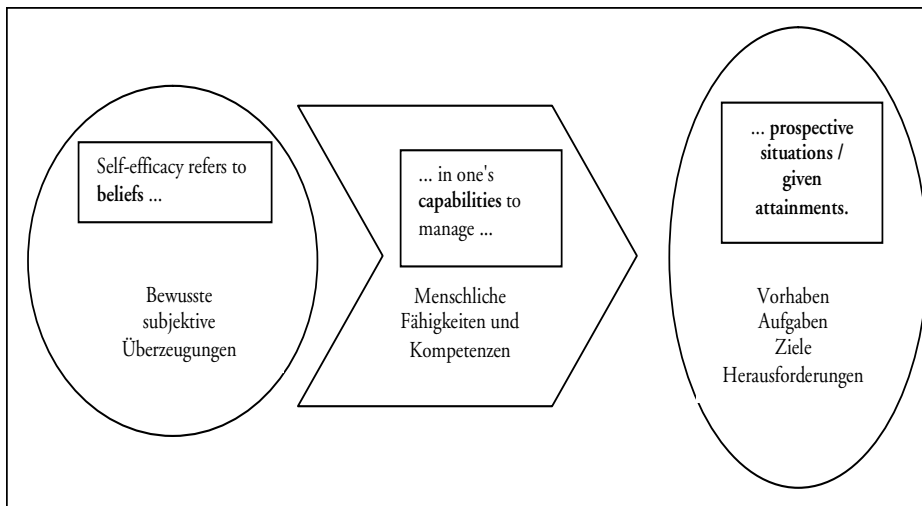 Self-efficacy refers to
beliefs ...
Bewusste
subjektive
Überzeugungen
... in one's
capabilities to
manage ...
Menschliche
Fähigkeiten und
Kompetenzen
... prospective
situations /
given
attainments.
Vorhaben
Aufgaben
Ziele
Herausforderungen